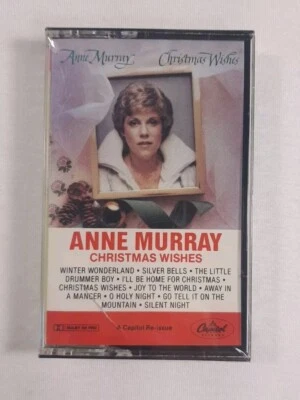 Anne Murray Christmas Wishes
ANNE MURRAY
CHRISTMAS WISHES
WINTER WONDERLAND • SILVER BELLS • THE LITTLE
DRUMMER BOY • I'LL BE HOME FOR CHRISTMAS •
CHRISTMAS WISHES • JOY TO THE WORLD • AWAY IN
A MANGER • O HOLY NIGHT • GO TELL IT ON THE
MOUNTAIN • SILENT NIGHT
A Capitol Re-issue
Capitol